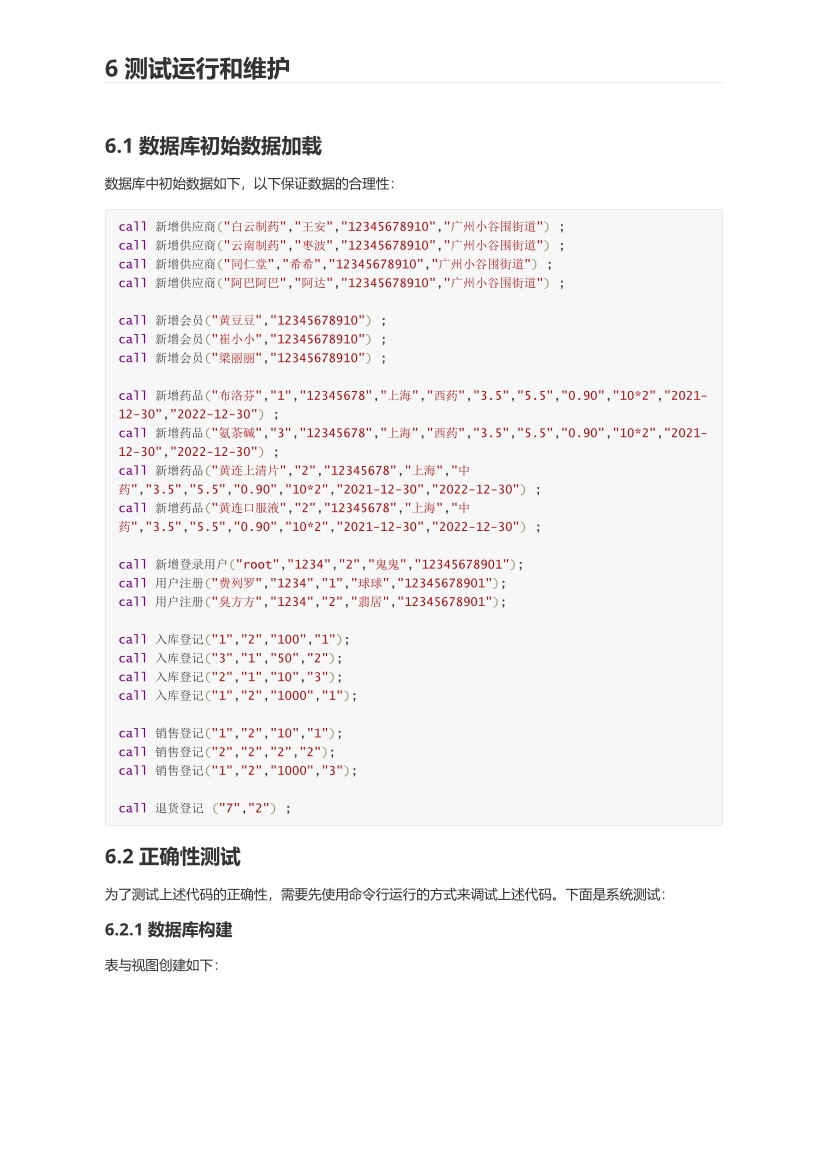 6 测试运行和维护
6.1 数据库初始数据加载
数据库中初始数据如下，以下保证数据的合理性：
call 新增供应商("白云制药","王安","12345678910","广州小谷围街道") ;
call 新增供应商("云南制药","枣波","12345678910","广州小谷围街道") ;
call 新增供应商("同仁堂","希希","12345678910","广州小谷围街道") ;
call 新增供应商("阿巴阿巴","阿达","12345678910","广州小谷围街道") ;
call 新增会员("黄豆豆","12345678910") ;
call 新增会员("崔小小","12345678910") ;
call 新增会员("梁丽丽","12345678910") ;
call 新增药品("布洛芬","1","12345678","上海","西药","3.5","5.5","0.90","10*2","2021-
12-30","2022-12-30") ;
call 新增药品("氨茶碱","3","12345678","上海","西药","3.5","5.5","0.90","10*2","2021-
12-30","2022-12-30") ;
call 新增药品("黄连上清片","2","12345678","上海","中
药","3.5","5.5","0.90","10*2","2021-12-30","2022-12-30") ;
call 新增药品("黄连口服液","2","12345678","上海","中
药","3.5","5.5","0.90","10*2","2021-12-30","2022-12-30") ;
call 新增登录用户("root","1234","2","鬼鬼","12345678901");
call 用户注册("费列罗","1234","1","球球","12345678901");
call 用户注册("臭方方","1234","2","翡居","12345678901");
call 入库登记("1","2","100","1");
call 入库登记("3","1","50","2");
call 入库登记("2","1","10","3");
call 入库登记("1","2","1000","1");
call 销售登记("1","2","10","1");
call 销售登记("2","2","2","2");
call 销售登记("1","2","1000","3");
call 退货登记 ("7","2") ;
6.2 正确性测试
为了测试上述代码的正确性，需要先使用命令行运行的方式来调试上述代码。下面是系统测试：
6.2.1 数据库构建
表与视图创建如下：